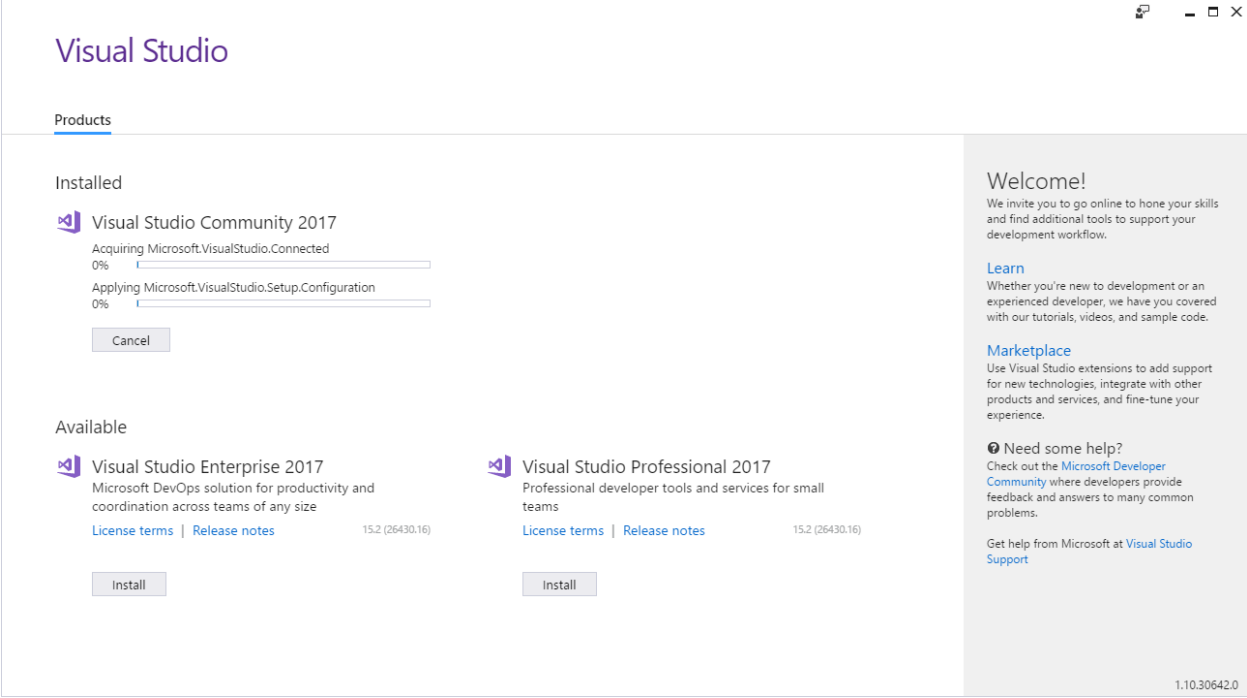 Visual Studio
Products
Installed
Visual Studio Community 2017
Acquiring Microsoft.VisualStudio.Connected
0%
Applying Microsoft.VisualStudio.Setup.Configuration
0%
Cancel
Available
Visual Studio Enterprise 2017
Microsoft DevOps solution for productivity and
coordination across teams of any size
License terms | Release notes 15.2 (26430.16)
Install
Visual Studio Professional 2017
Professional developer tools and services for small
teams
License terms | Release notes 15.2 (26430.16)
Install
Welcome!
We invite you to go online to hone your skills
and find additional tools to support your
development workflow.
Learn
Whether you're new to development or an
experienced developer, we have you covered
with our tutorials, videos, and sample code.
Marketplace
Use Visual Studio extensions to add support
for new technologies, integrate with other
products and services, and fine-tune your
experience.
Need some help?
Check out the Microsoft Developer
Community where developers provide
feedback and answers to many common
problems.
Get help from Microsoft at Visual Studio
Support
1.10.30642.0